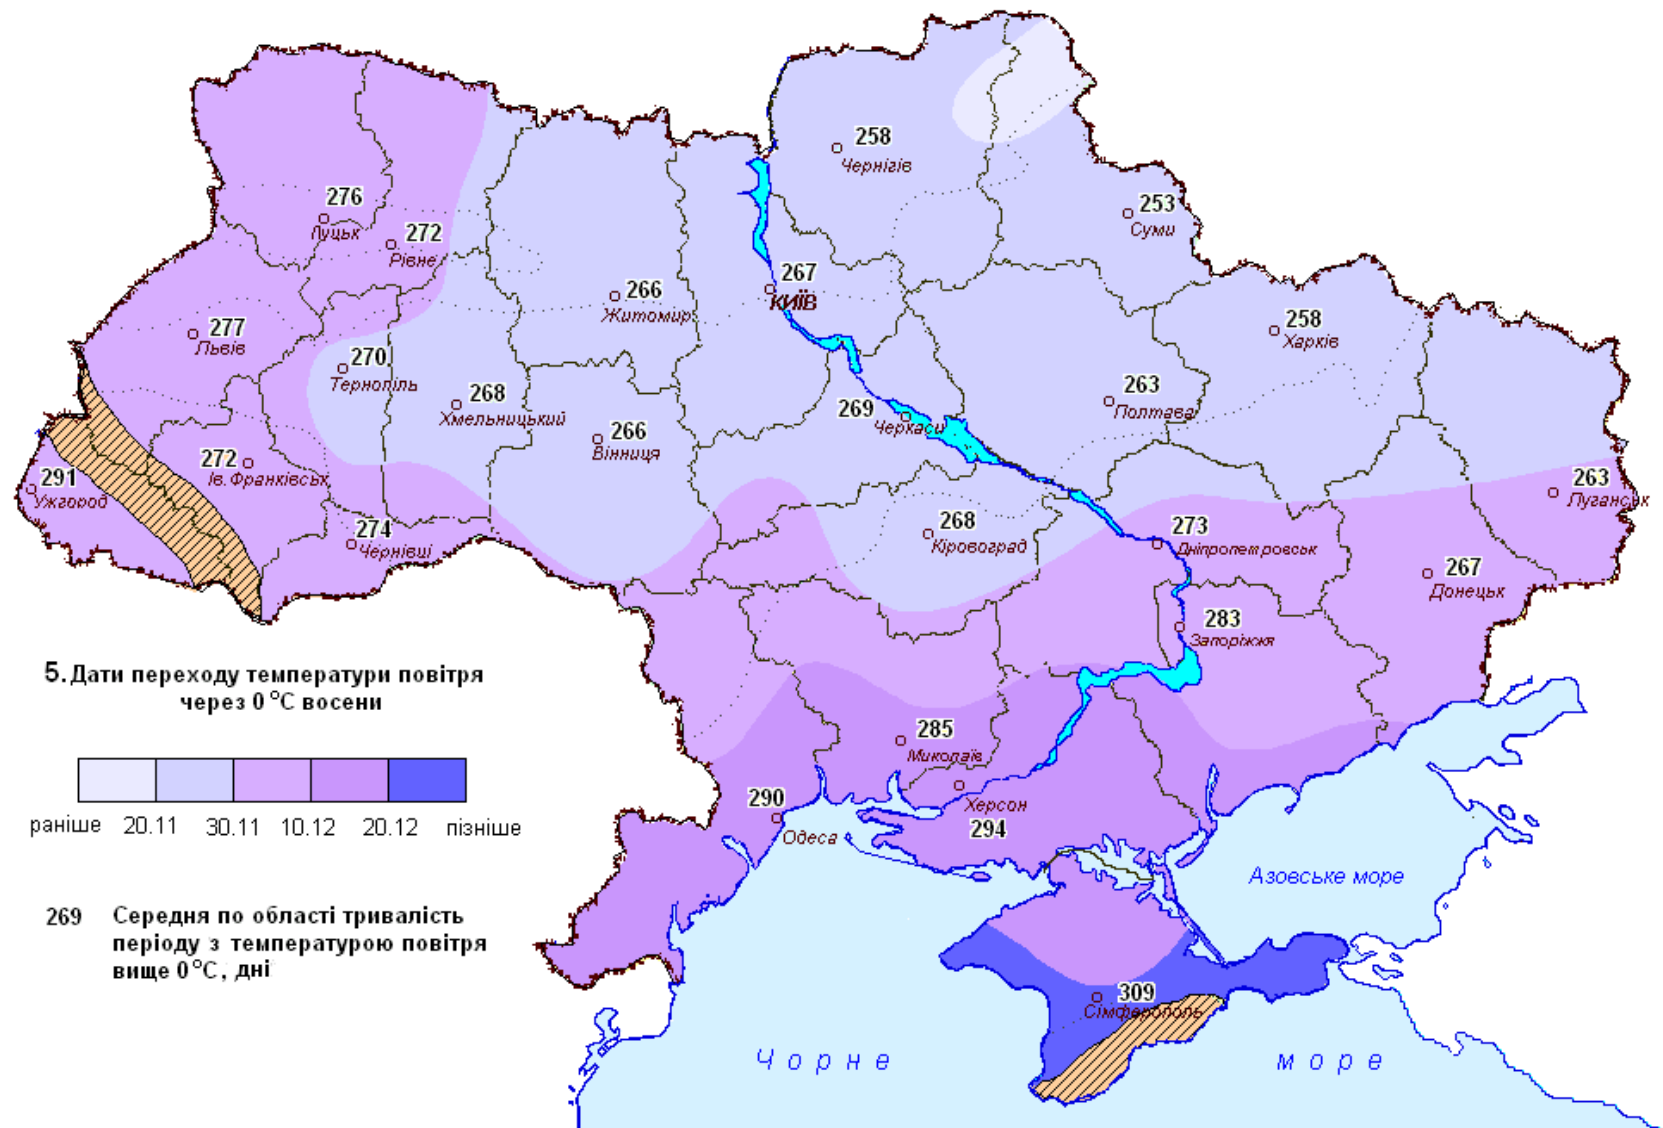 258
Чернігів
253
Суми
276
Луцьк
272
Рівне
267
КИЇВ
266
Житомир
277
Львів
258
Харків
270
Тернопіль
268
Хмельницький
263
Полтава
269
Черкаси
266
Вінниця
272
Ів.Франківськ
291
Ужгород
263
Луганськ
274
Чернівці
268
Кіровоград
273
Дніпропетровськ
267
Донецьк
283
Запоріжжя
5.Дати переходу температури повітря
через 0°C восени
раніше 20.11 30.11 10.12 20.12 пізніше
285
Миколаїв
290
Одеса
Херсон
294
Азовське море
269 Середня по області тривалість
періоду з температурою повітря
вище 0°C, дні
309
Сімферополь
Чорне море